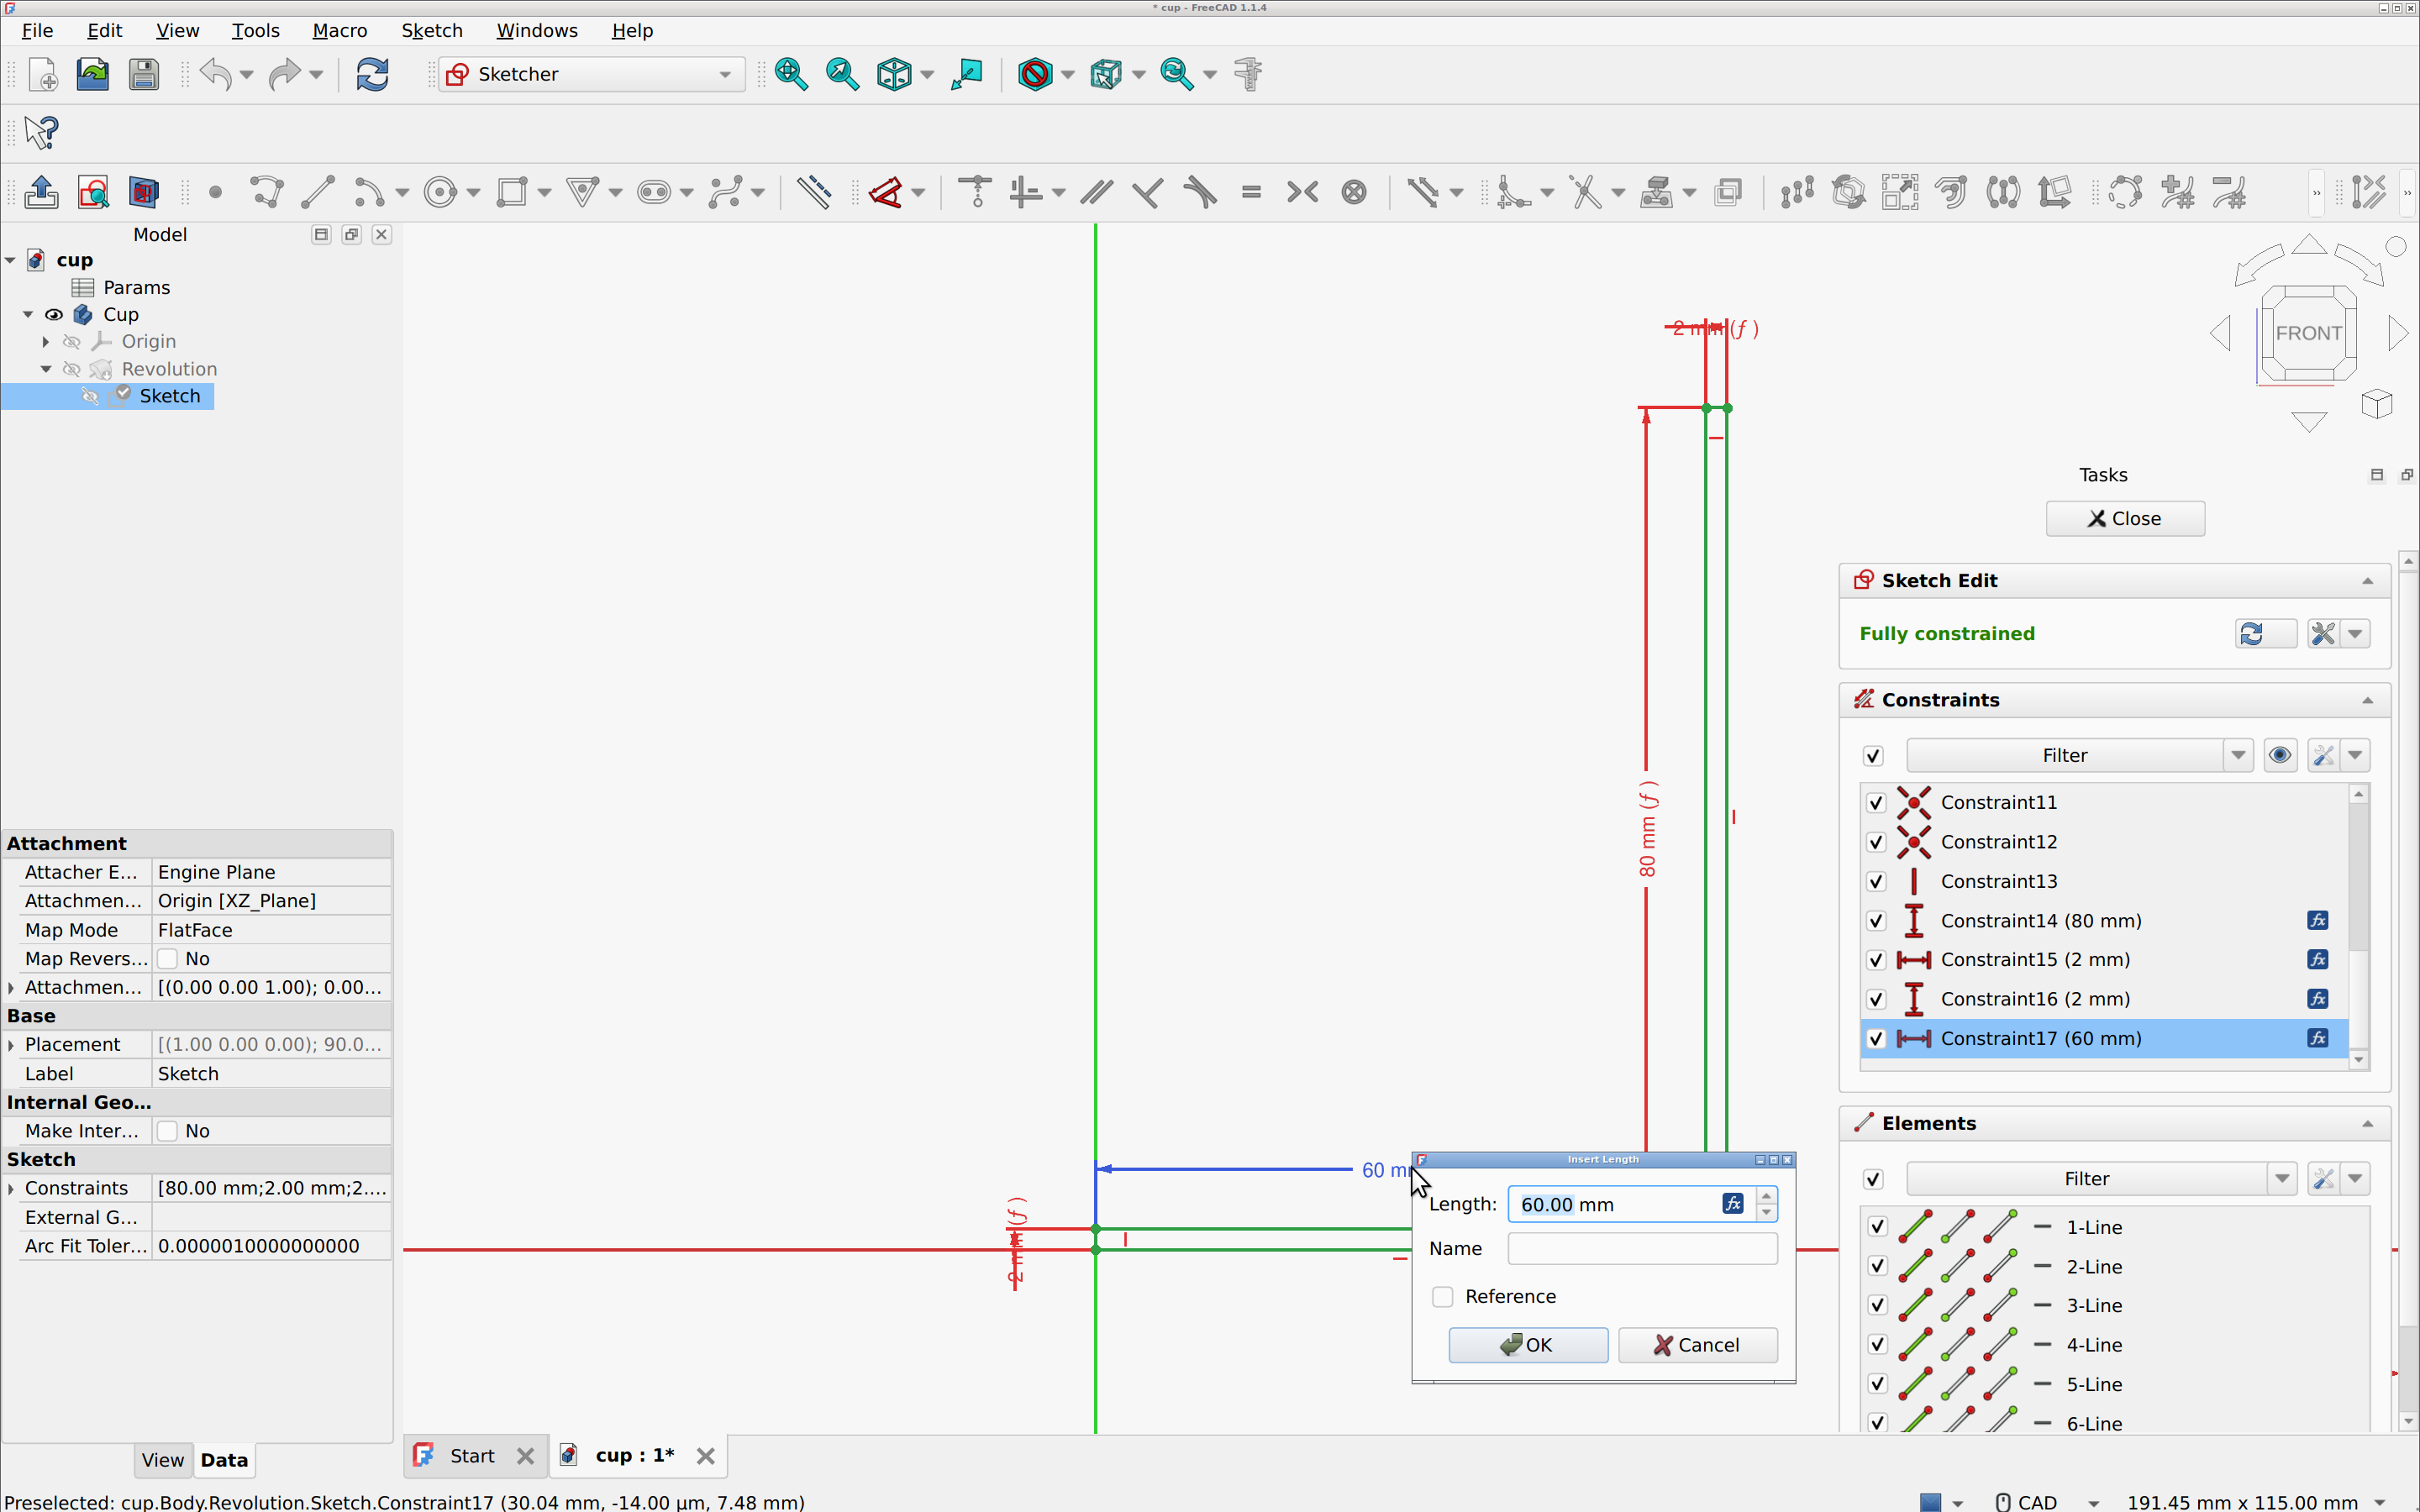 * cup - FreeCAD 1.1.4
File Edit View Tools Macro Sketch Windows Help
Sketcher
Model
cup
Params
Cup
Origin
Revolution
Sketch
2 mm (ƒ )
FRONT
Tasks
Close
Sketch Edit
Fully constrained
Constraints
Filter
Constraint11
Constraint12
Constraint13
Constraint14 (80 mm)
Constraint15 (2 mm)
Constraint16 (2 mm)
Constraint17 (60 mm)
80 mm (ƒ )
Attachment
Attacher E... Engine Plane
Attachmen... Origin [XZ_Plane]
Map Mode FlatFace
Map Revers... No
Attachmen... [(0.00 0.00 1.00); 0.00...
Base
Placement [(1.00 0.00 0.00); 90.0...
Label Sketch
Internal Geo...
Make Inter... No
Sketch
Constraints [80.00 mm;2.00 mm;2....
External G...
Arc Fit Toler... 0.0000010000000000
60 m
2 mm (ƒ )
Insert Length
Length: 60.00 mm
Name
Reference
OK Cancel
Elements
Filter
1-Line
2-Line
3-Line
4-Line
5-Line
6-Line
View Data
Start
cup : 1*
Preselected: cup.Body.Revolution.Sketch.Constraint17 (30.04 mm, -14.00 µm, 7.48 mm)
CAD
191.45 mm x 115.00 mm